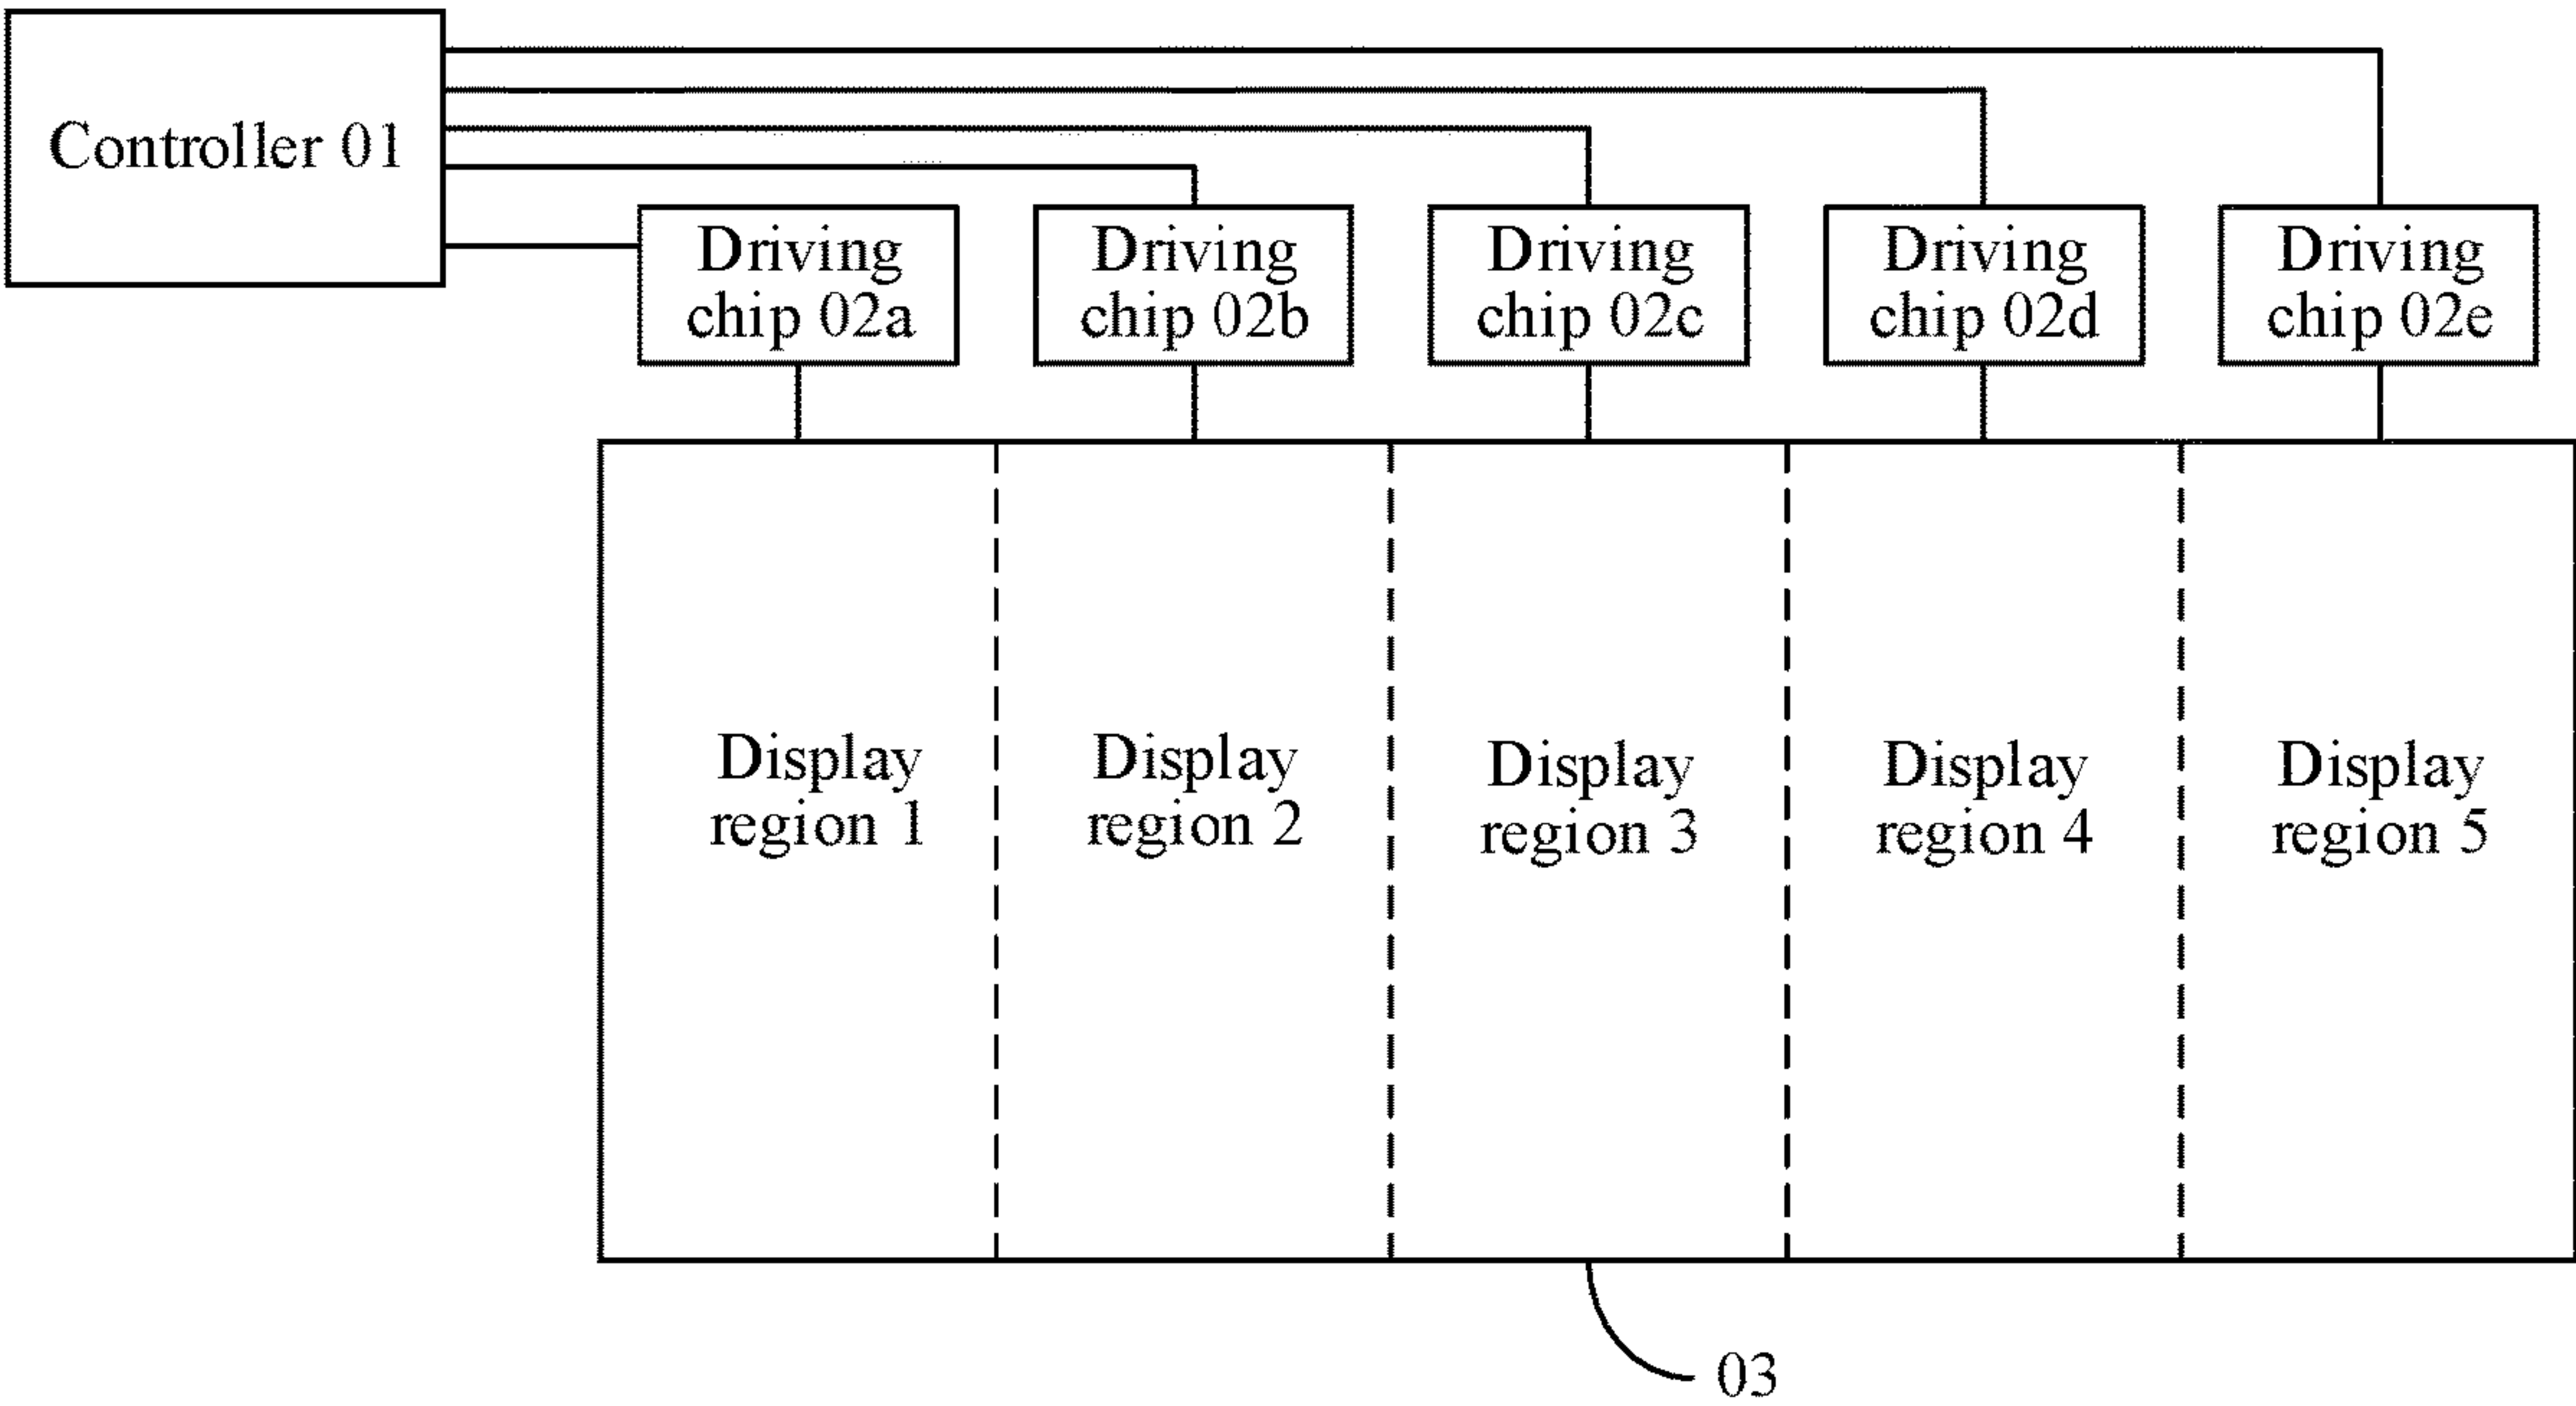 Controller 01
Driving
chip 02a
Driving
chip 02b
Driving
chip 02c
Driving
chip 02d
Driving
chip 02e
Display
region 1
Display
region 2
Display
region 3
Display
region 4
Display
region 5
03